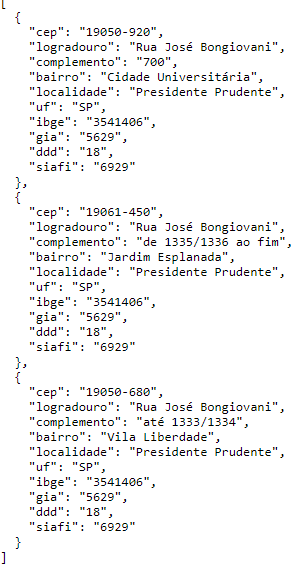 [
  {
    "cep": "19050-920",
    "logradouro": "Rua José Bongiovani",
    "complemento": "700",
    "bairro": "Cidade Universitária",
    "localidade": "Presidente Prudente",
    "uf": "SP",
    "ibge": "3541406",
    "gia": "5629",
    "ddd": "18",
    "siafi": "6929"
  },
  {
    "cep": "19061-450",
    "logradouro": "Rua José Bongiovani",
    "complemento": "de 1335/1336 ao fim",
    "bairro": "Jardim Esplanada",
    "localidade": "Presidente Prudente",
    "uf": "SP",
    "ibge": "3541406",
    "gia": "5629",
    "ddd": "18",
    "siafi": "6929"
  },
  {
    "cep": "19050-680",
    "logradouro": "Rua José Bongiovani",
    "complemento": "até 1333/1334",
    "bairro": "Vila Liberdade",
    "localidade": "Presidente Prudente",
    "uf": "SP",
    "ibge": "3541406",
    "gia": "5629",
    "ddd": "18",
    "siafi": "6929"
  }
]